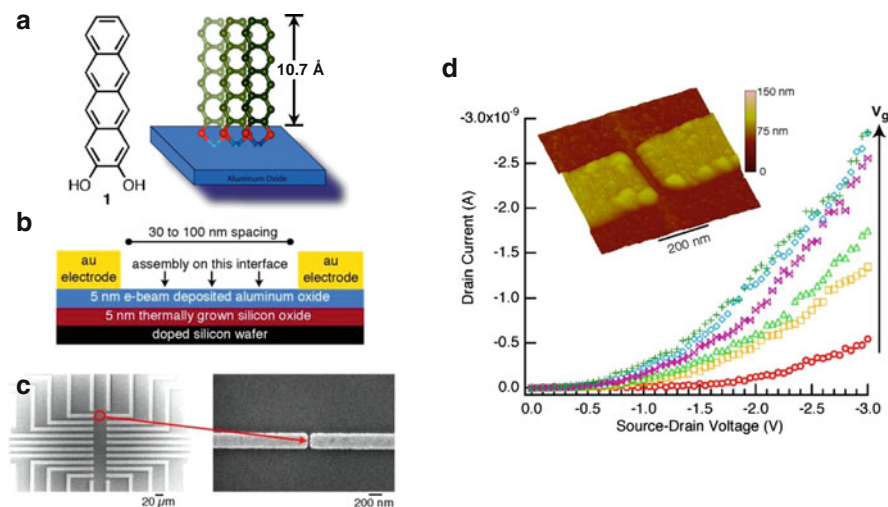 a
10.7 Å
HO OH
1
Aluminum Oxide
b
30 to 100 nm spacing
au electrode
assembly on this interface
au electrode
5 nm e-beam deposited aluminum oxide
5 nm thermally grown silicon oxide
doped silicon wafer
c
20 µm
200 nm
d
150 nm
75 nm
0
200 nm
Vg
-3.0x10⁻⁹
-2.5
-2.0
-1.5
-1.0
-0.5
0.0
Drain Current (A)
0.0 -0.5 -1.0 -1.5 -2.0 -2.5 -3.0
Source-Drain Voltage (V)